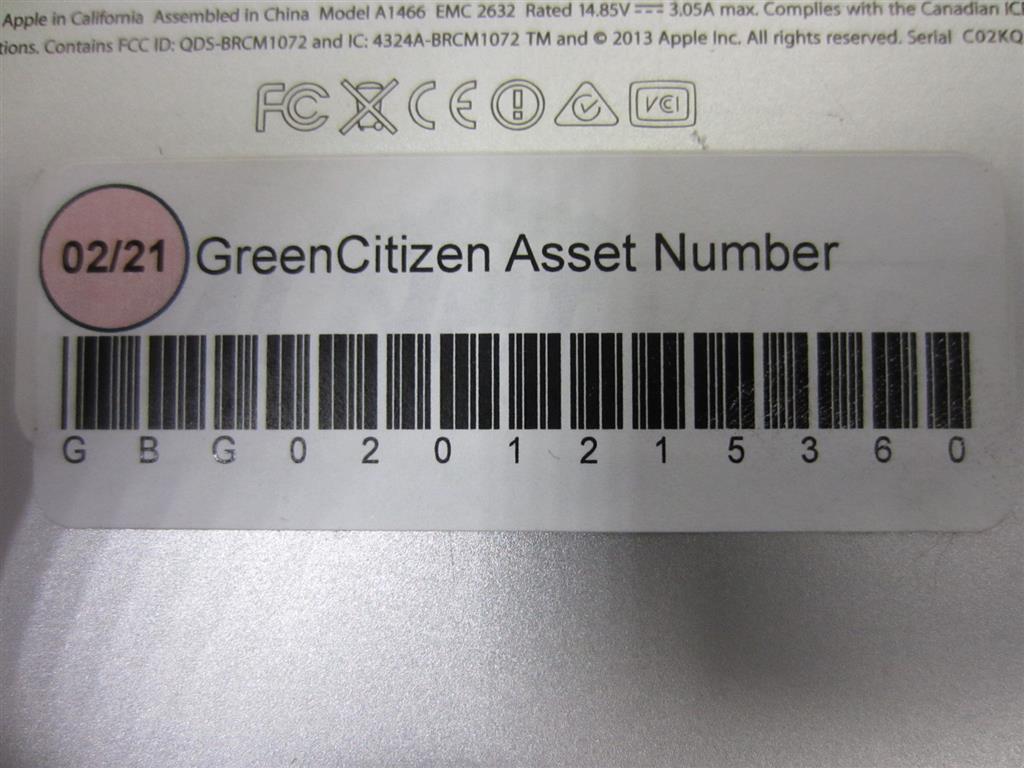 Apple in California Assembled in China Model A1466 EMC 2632 Rated 14.85V⎓3.05A max. Complies with the Canadian
Contains FCC ID: QDS-BRCM1072 and IC: 4324A-BRCM1072 TM and © 2013 Apple Inc. All rights reserved. Serial C02KQ
FC CE VCI
02/21 GreenCitizen Asset Number
G B G 0 2 0 1 2 1 5 3 6 0